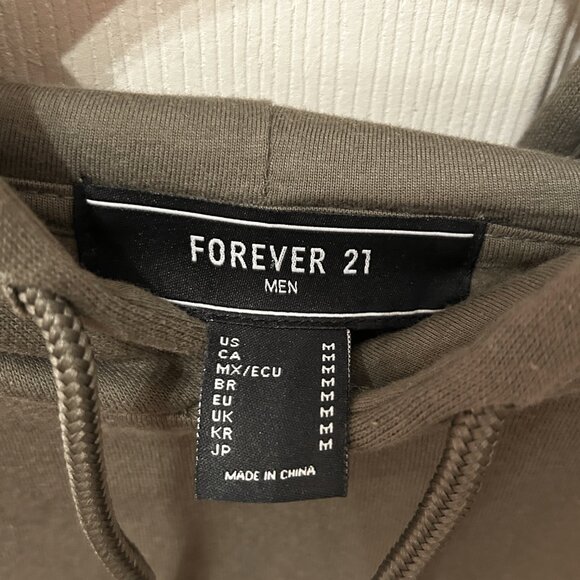 FOREVER 21
MEN
US M
CA M
MX/ECU M
BR M
EU M
UK M
KR M
JP M
MADE IN CHINA